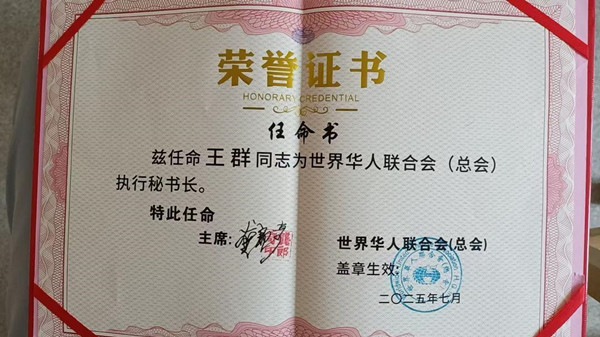 荣誉证书
HONORARY CREDENTIAL
任命书
兹任命王群同志为世界华人联合会（总会）
执行秘书长。
特此任命
主席：
世界华人联合会(总会)
盖章生效：
二〇二五年七月